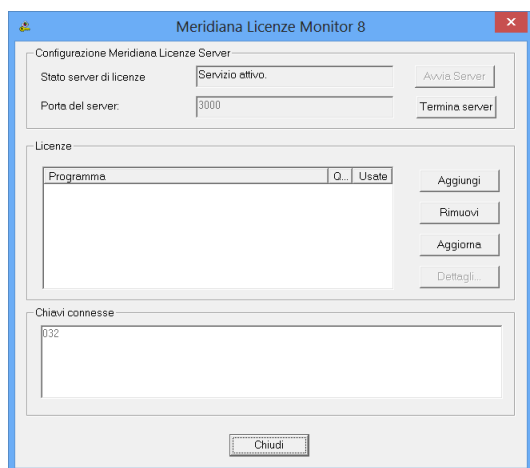 Meridiana Licenze Monitor 8
Configurazione Meridiana Licenze Server
Stato server di licenze Servizio attivo. Avvia Server
Porta del server: 3000 Termina server
Licenze
Programma Q... Usate
Aggiungi
Rimuovi
Aggiorna
Dettagli...
Chiavi connesse
032
Chiudi